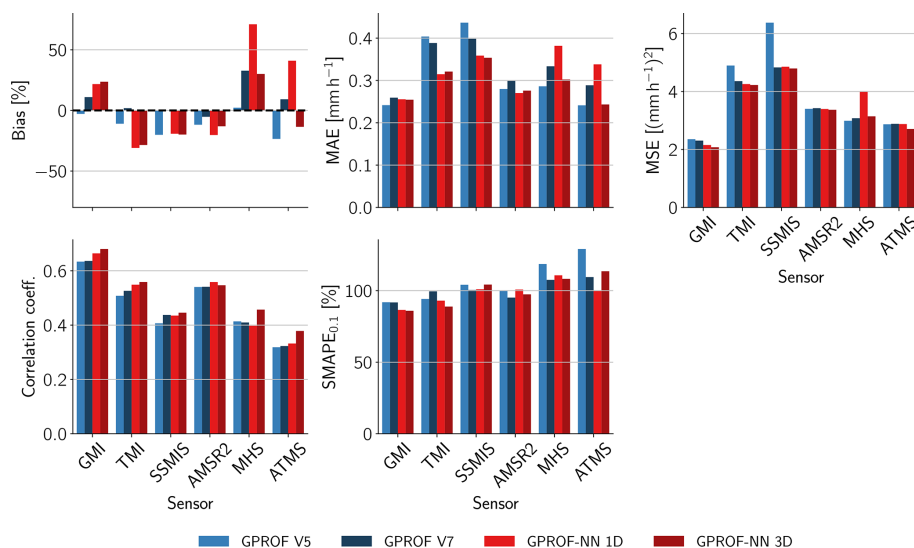 Bias [%]
50
0
−50
MAE [mm h⁻¹]
0.4
0.3
0.2
0.1
0.0
MSE [(mm h⁻¹)²]
6
4
2
0
GMI
TMI
SSMIS
AMSR2
MHS
ATMS
Sensor
Correlation coeff.
0.6
0.4
0.2
0.0
GMI
TMI
SSMIS
AMSR2
MHS
ATMS
Sensor
SMAPE₀.₁ [%]
100
50
0
GMI
TMI
SSMIS
AMSR2
MHS
ATMS
Sensor
GPROF V5 GPROF V7 GPROF-NN 1D GPROF-NN 3D